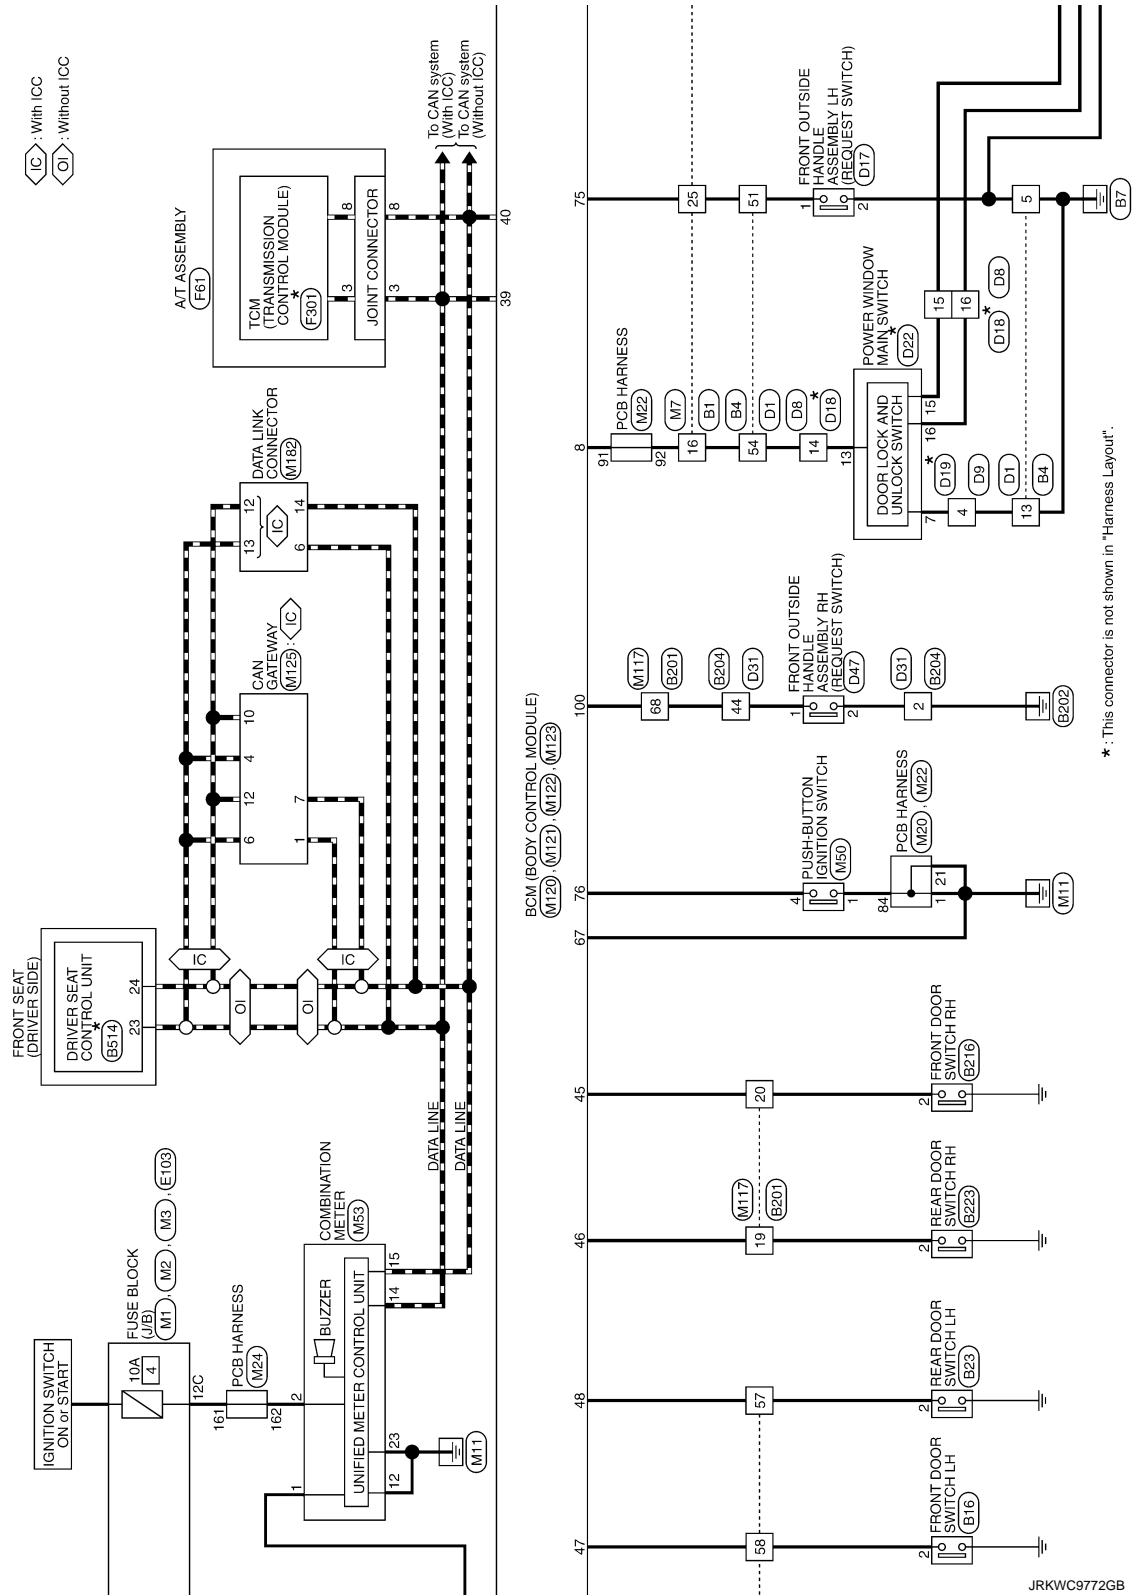 IC : With ICC
OI : Without ICC
IGNITION SWITCH
ON or START
FUSE BLOCK
(J/B)
M1 , M2 , M3 , E103
10A
4
12C
161
PCB HARNESS
M24
162
2
1
COMBINATION
METER
M53
BUZZER
UNIFIED METER CONTROL UNIT
12
23
14
15
M11
DATA LINE
DATA LINE
FRONT SEAT
(DRIVER SIDE)
DRIVER SEAT
CONTROL UNIT
*
B514
23
24
IC
OI
OI
IC
CAN
GATEWAY
M125 : IC
6
12
4
10
1
7
DATA LINK
CONNECTOR
M182
13
12
IC
6
14
A/T ASSEMBLY
F61
TCM
(TRANSMISSION
CONTROL MODULE)
*
F301
3
8
JOINT CONNECTOR
3
8
To CAN system
(With ICC)
To CAN system
(Without ICC)
39
40
BCM (BODY CONTROL MODULE)
M120 , M121 , M122 , M123
47
48
46
45
67
76
100
8
75
58
57
19
M117
B201
20
2
FRONT DOOR
SWITCH LH
B16
2
REAR DOOR
SWITCH LH
B23
2
REAR DOOR
SWITCH RH
B223
2
FRONT DOOR
SWITCH RH
B216
4
PUSH-BUTTON
IGNITION SWITCH
M50
1
84
PCB HARNESS
M20 , M22
1
21
M11
68
M117
B201
44
B204
D31
1
FRONT OUTSIDE
HANDLE
ASSEMBLY RH
(REQUEST SWITCH)
D47
2
2
D31
B204
B202
91
PCB HARNESS
M22
92
16
M7
B1
25
54
B4
D1
51
14
D8
*
D18
13
POWER WINDOW
MAIN SWITCH
*
D22
DOOR LOCK AND
UNLOCK SWITCH
7
16
15
*
D19
4
D9
13
D1
B4
5
15
16
*
D18
D8
1
FRONT OUTSIDE
HANDLE
ASSEMBLY LH
(REQUEST SWITCH)
D17
2
B7
* : This connector is not shown in "Harness Layout".
JRKWC9772GB